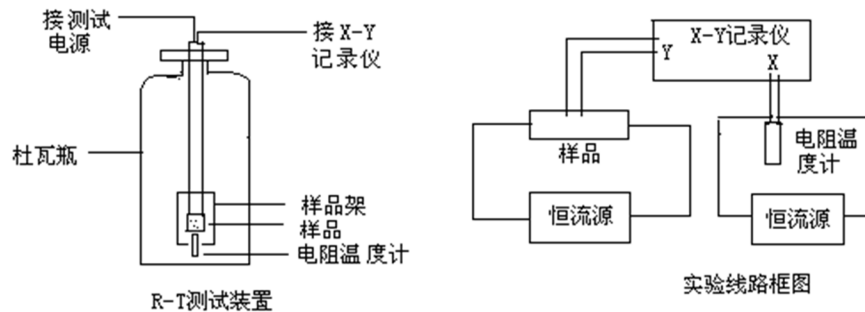 接测试
电源
接X-Y
记录仪
杜瓦瓶
样品架
样品
电阻温度计
R-T测试装置
X-Y记录仪
Y
X
样品
电阻温
度计
恒流源
恒流源
实验线路框图